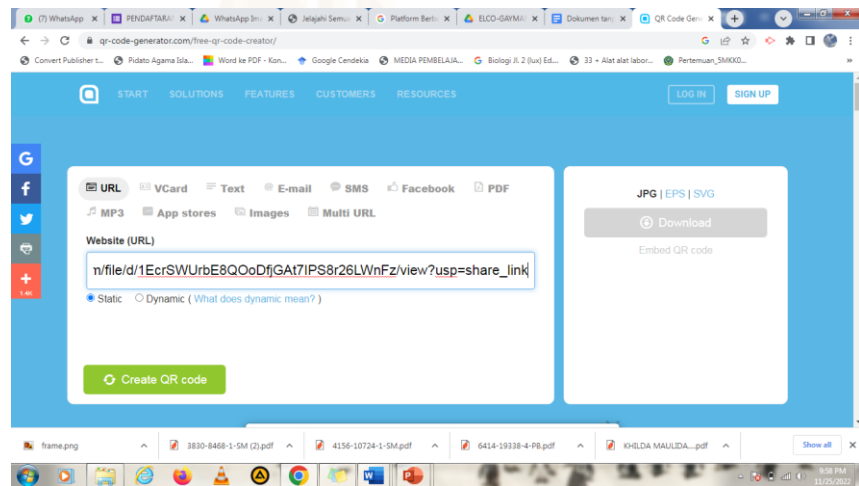 (7) WhatsApp
PENDAFTARA
WhatsApp Im
Jelajahi Semu
Platform Berb
ELCO-GAYMA
Dokumen tanp
QR Code Gen
qr-code-generator.com/free-qr-code-creator/
Convert Publisher t...
Pidato Agama Isla...
Word ke PDF - Kon...
Google Cendekia
MEDIA PEMBELAJA...
Biologi Jl. 2 (lux) Ed...
33 + Alat alat labor...
Pertemuan_5MKK0...
START SOLUTIONS FEATURES CUSTOMERS RESOURCES
LOG IN SIGN UP
URL VCard Text E-mail SMS Facebook PDF
MP3 App stores Images Multi URL
Website (URL)
n/file/d/1EcrSWUrbE8QOoDfjGAt7IPS8r26LWnFz/view?usp=share_link
Static Dynamic ( What does dynamic mean? )
Create QR code
JPG | EPS | SVG
Download
Embed QR code
frame.png
3830-8468-1-SM (2).pdf
4156-10724-1-SM.pdf
6414-19338-4-PB.pdf
KHILDA MAULIDA....pdf
Show all
9:58 PM
11/25/2022